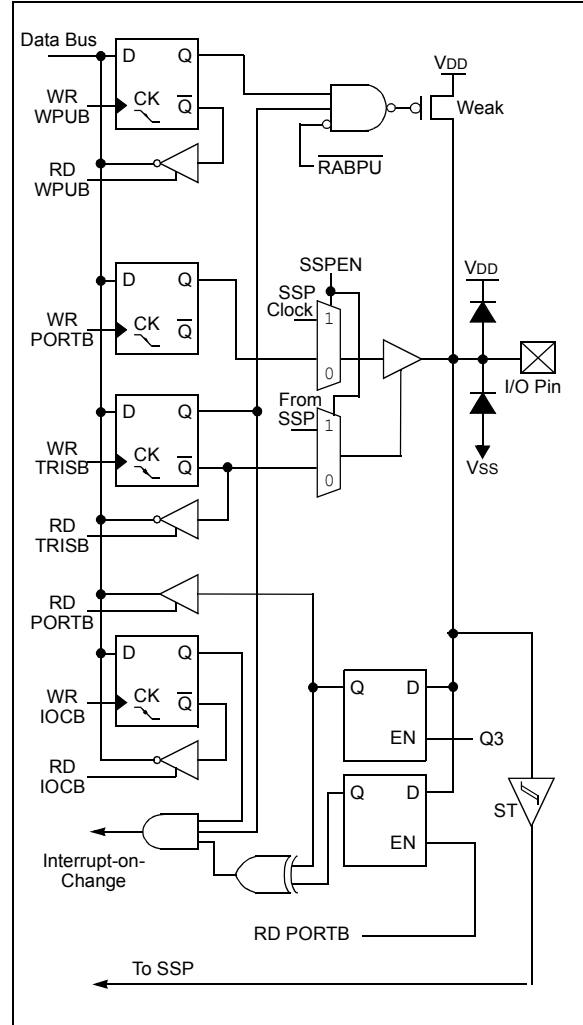 Data Bus
D Q
VDD
WR
WPUB
CK
Q
Weak
RD
WPUB
RABPU
SSPEN
D Q
SSP
Clock
1
VDD
WR
PORTB
CK
Q
0
I/O Pin
D Q
From
SSP
1
WR
TRISB
CK
Q
0
VSS
RD
TRISB
RD
PORTB
D Q
Q D
WR
IOCB
CK
Q
EN
Q3
RD
IOCB
Q D
ST
EN
Interrupt-on-
Change
RD PORTB
To SSP